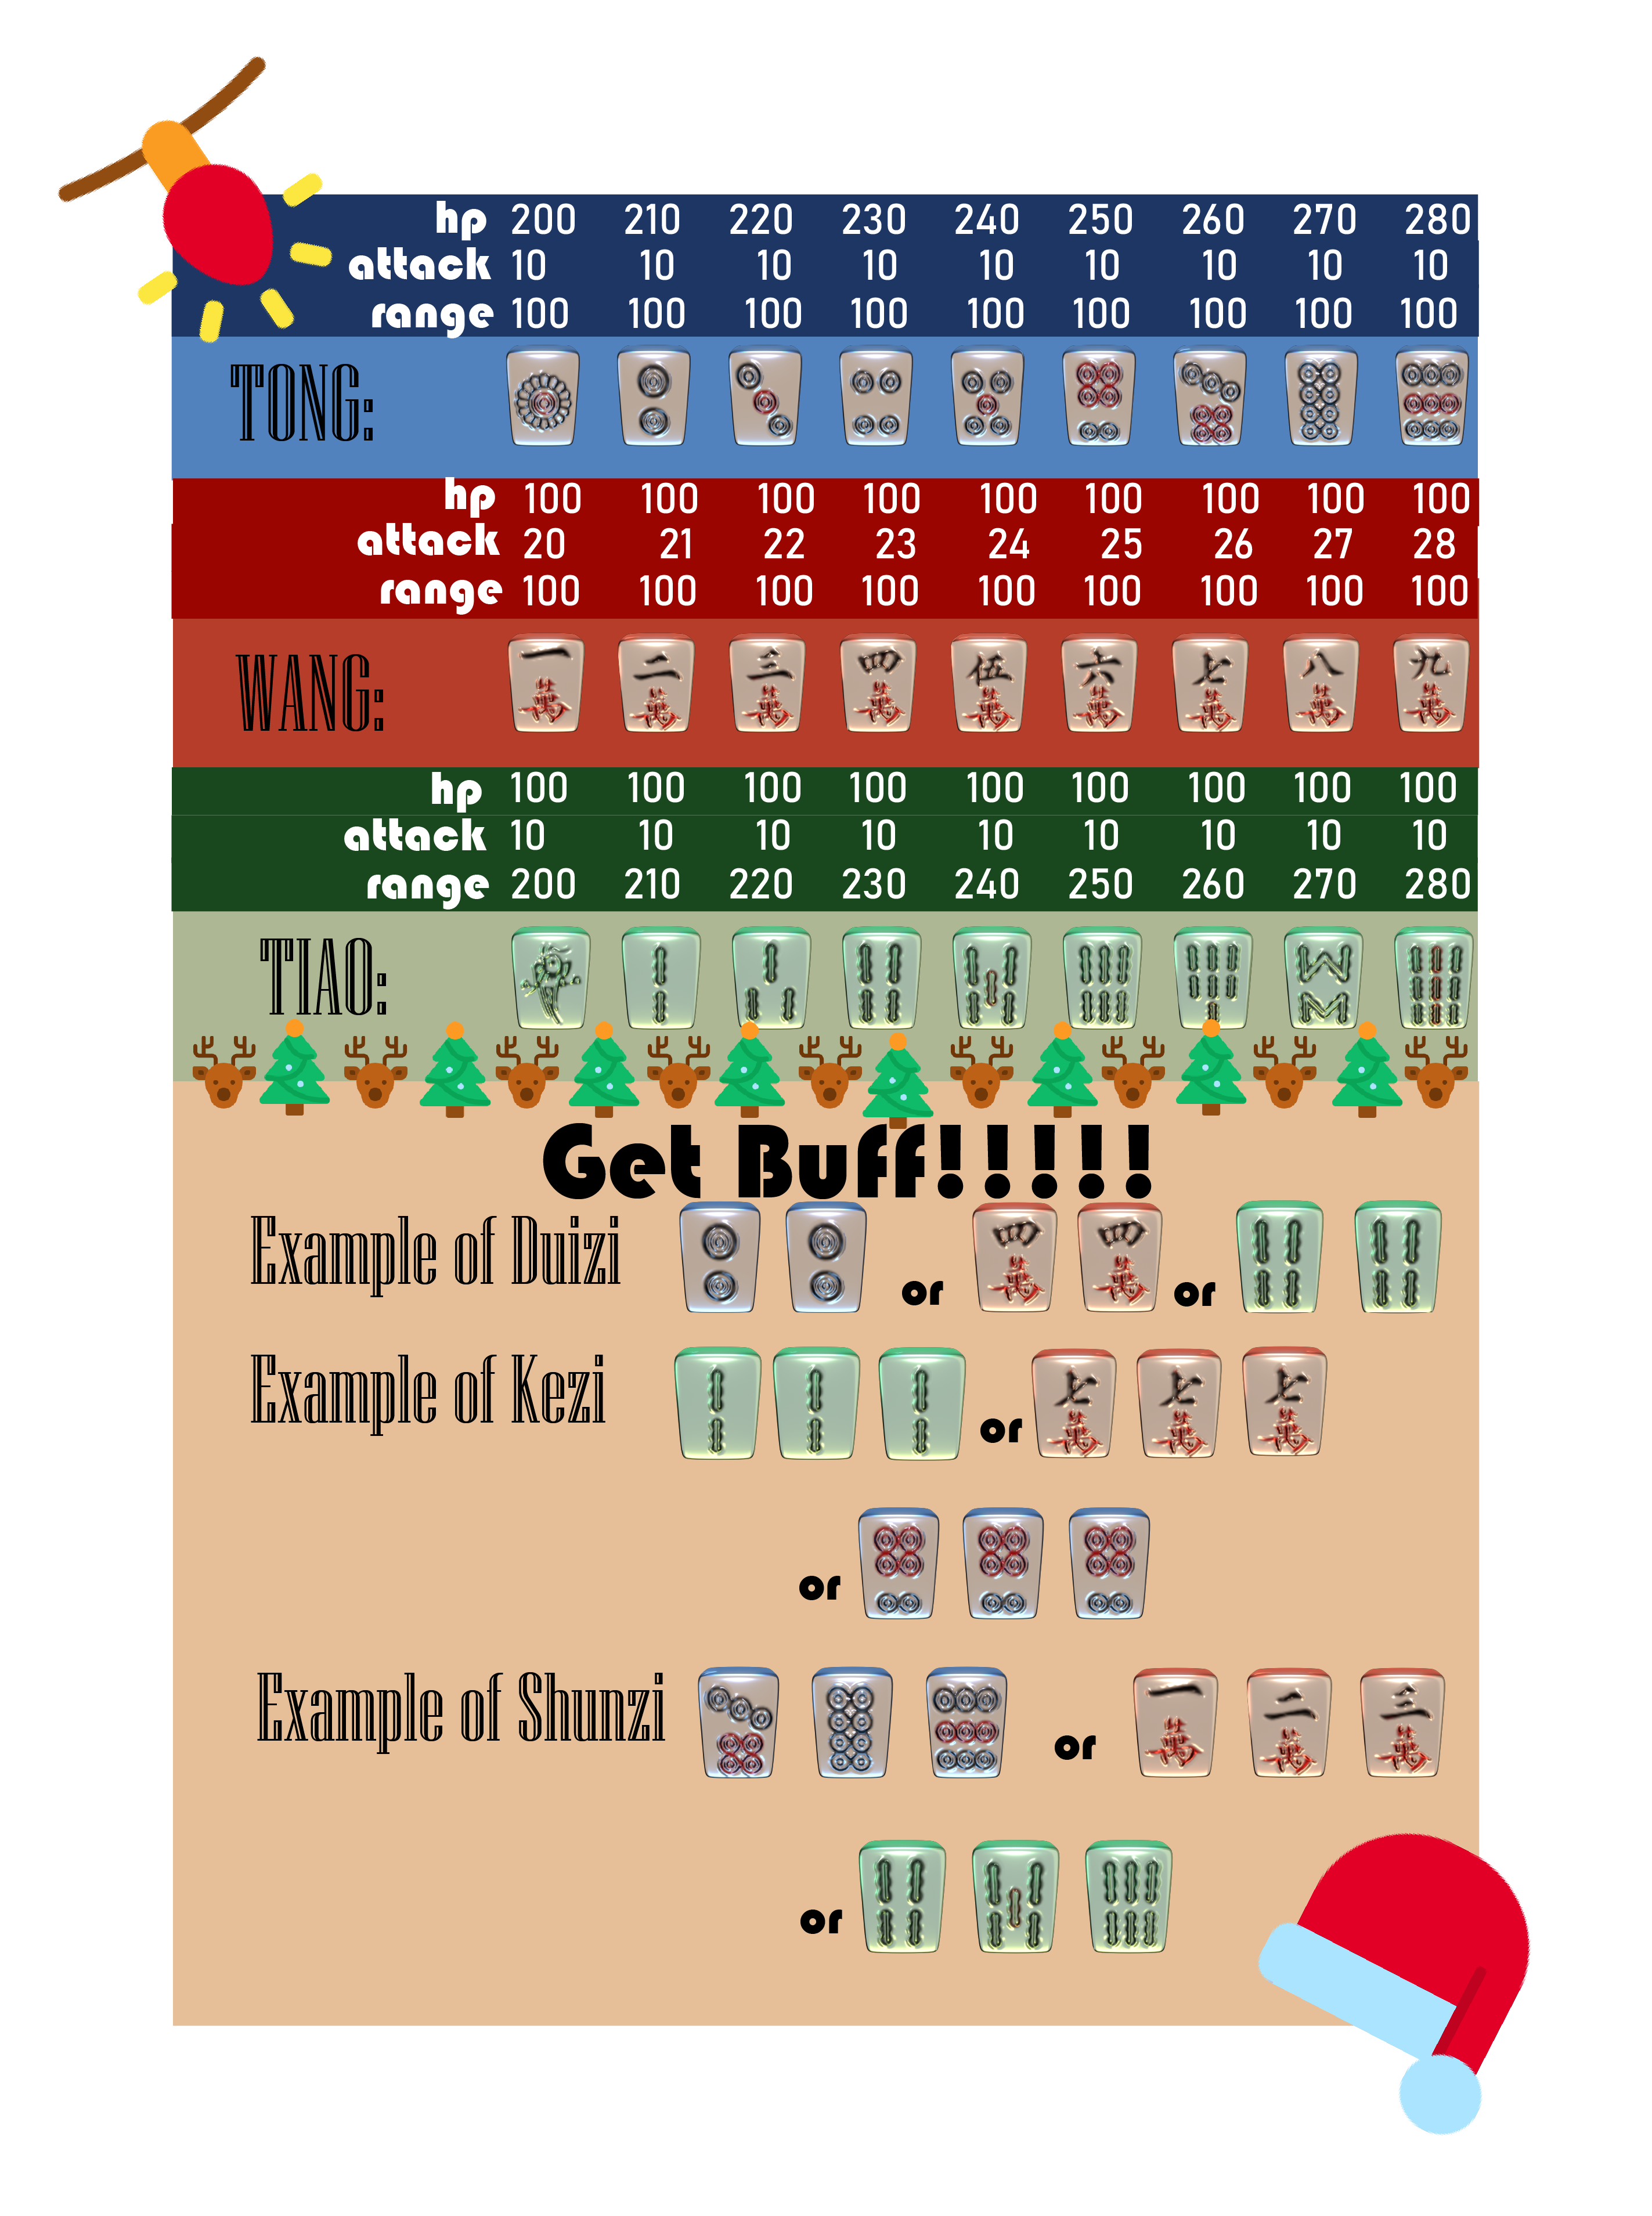 hp 200 210 220 230 240 250 260 270 280
attack 10 10 10 10 10 10 10 10 10
range 100 100 100 100 100 100 100 100 100
TONG:
hp 100 100 100 100 100 100 100 100 100
attack 20 21 22 23 24 25 26 27 28
range 100 100 100 100 100 100 100 100 100
WANG: 一萬 二萬 三萬 四萬 伍萬 六萬 七萬 八萬 九萬
hp 100 100 100 100 100 100 100 100 100
attack 10 10 10 10 10 10 10 10 10
range 200 210 220 230 240 250 260 270 280
TIAO:
Get Buff!!!!!
Example of Duizi or 四萬 四萬 or
Example of Kezi or 七萬 七萬 七萬
or
Example of Shunzi or 一萬 二萬 三萬
or